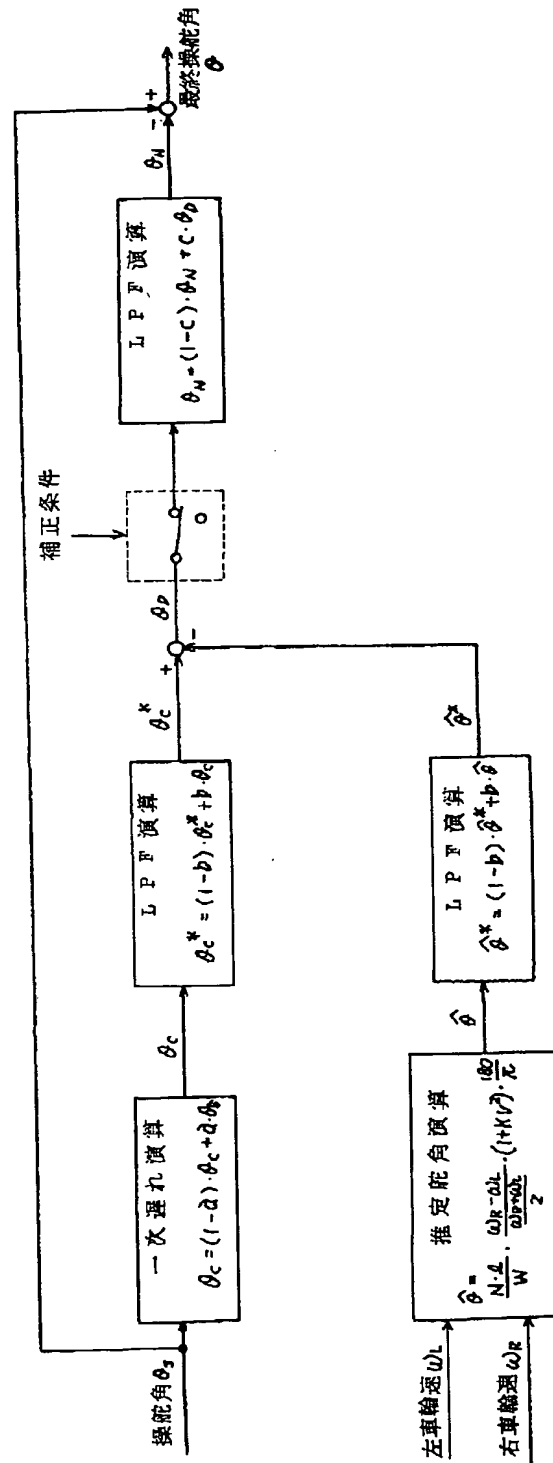 操舵角θs
一次遅れ演算
θc=(1-a)·θc+a·θs
θc
LPF演算
θc*=(1-b)·θc*+b·θc
θc*
+
-
θD
補正条件
0
LPF演算
θN=(1-C)·θN+C·θD
θN
-
+
最終操舵角
θ
左車輪速ωL
右車輪速ωR
推定舵角演算
θ̂=
N·l/W · (ωR-ωL)/((ωR+ωL)/2) · (1+KV²) · 180/π
θ̂
LPF演算
θ̂*=(1-b)·θ̂*+b·θ̂
θ̂*